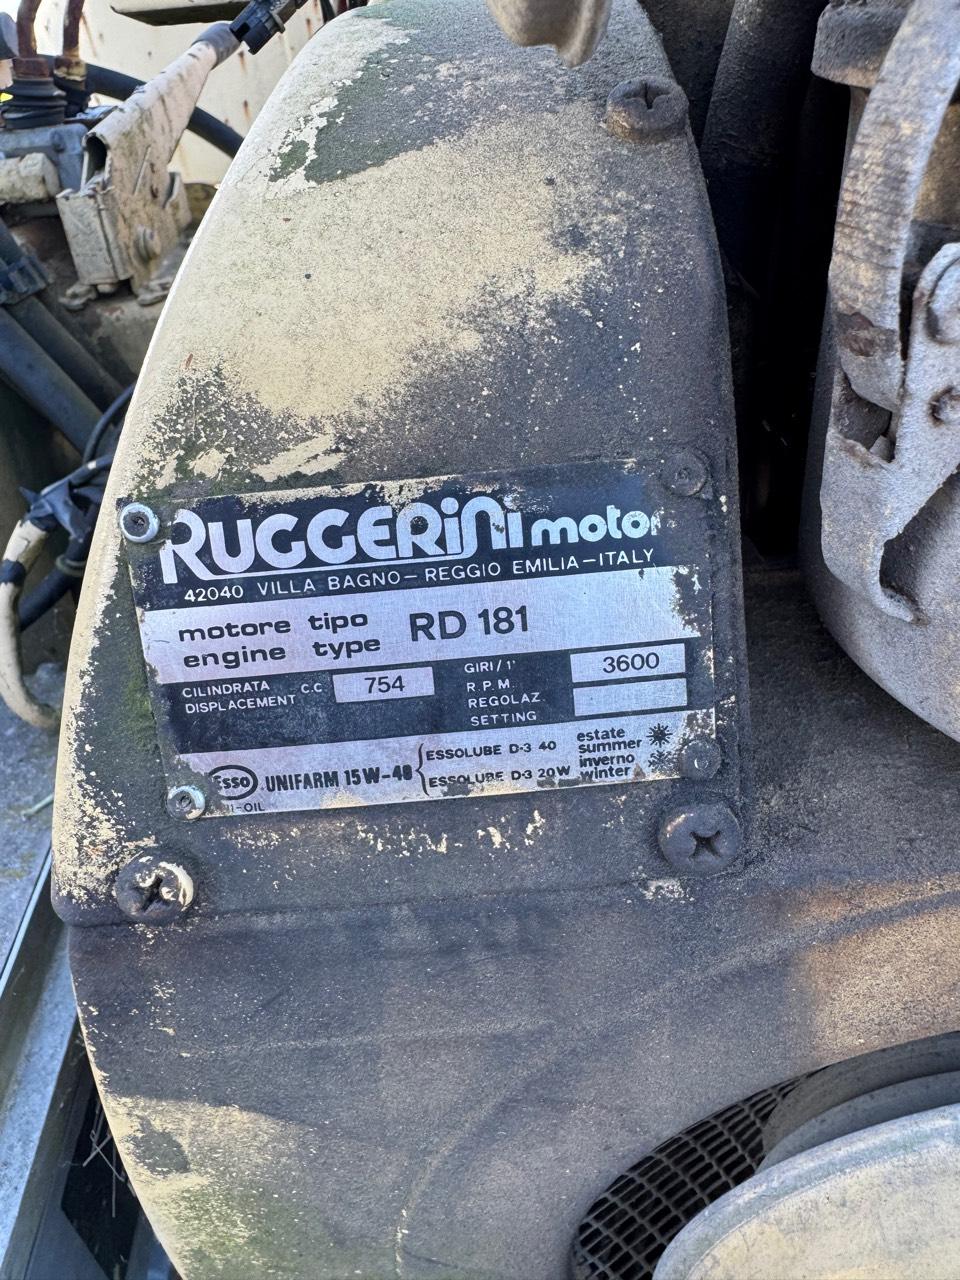 RUGGERiNi motor
42040 VILLA BAGNO – REGGIO EMILIA – ITALY
motore tipo
engine type
RD 181
CILINDRATA
DISPLACEMENT
C.C.
754
GIRI/1'
R.P.M.
3600
REGOLAZ.
SETTING
Esso UNIFARM 15W-40
ESSOLUBE D-3 40
estate
summer
ESSOLUBE D-3 20W
inverno
winter